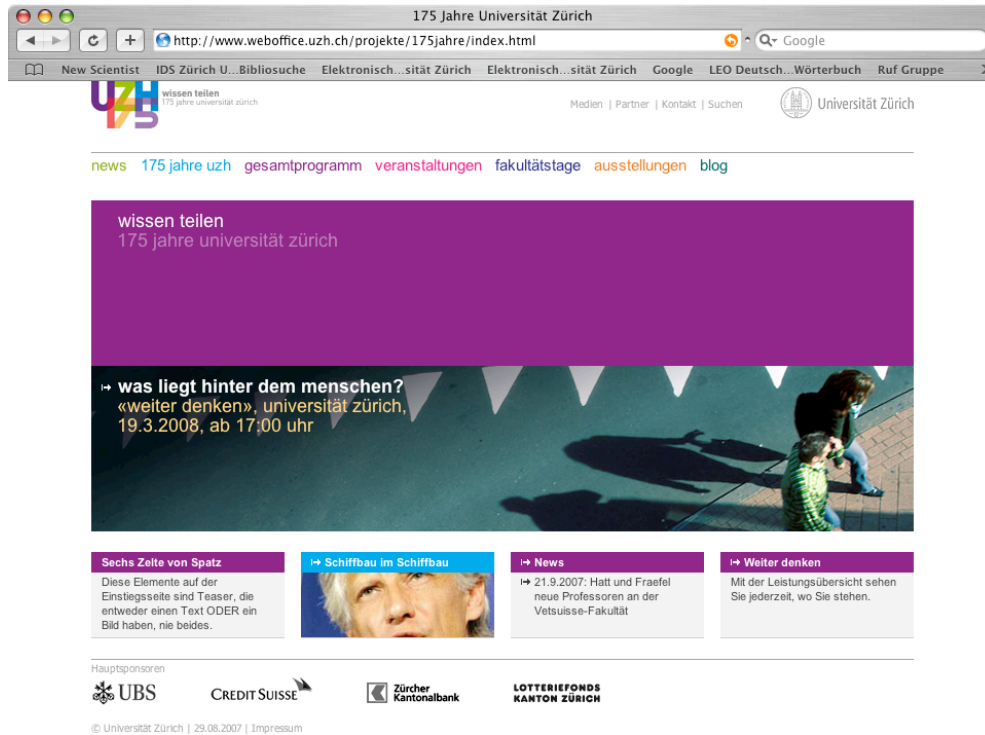 175 Jahre Universität Zürich
http://www.weboffice.uzh.ch/projekte/175jahre/index.html
Google
New Scientist IDS Zürich U...Bibliosuche Elektronisch...sität Zürich Elektronisch...sität Zürich Google LEO Deutsch...Wörterbuch Ruf Gruppe
UZH
175
wissen teilen
175 jahre universität zürich
Medien | Partner | Kontakt | Suchen
Universität Zürich
news 175 jahre uzh gesamtprogramm veranstaltungen fakultätstage ausstellungen blog
wissen teilen
175 jahre universität zürich
was liegt hinter dem menschen?
«weiter denken», universität zürich,
19.3.2008, ab 17:00 uhr
Sechs Zelte von Spatz
Diese Elemente auf der
Einstiegsseite sind Teaser, die
entweder einen Text ODER ein
Bild haben, nie beides.
Schiffbau im Schiffbau
News
21.9.2007: Hatt und Fraefel
neue Professoren an der
Vetsuisse-Fakultät
Weiter denken
Mit der Leistungsübersicht sehen
Sie jederzeit, wo Sie stehen.
Hauptsponsoren
UBS
CREDIT SUISSE
Zürcher
Kantonalbank
LOTTERIEFONDS
KANTON ZÜRICH
© Universität Zürich | 29.08.2007 | Impressum